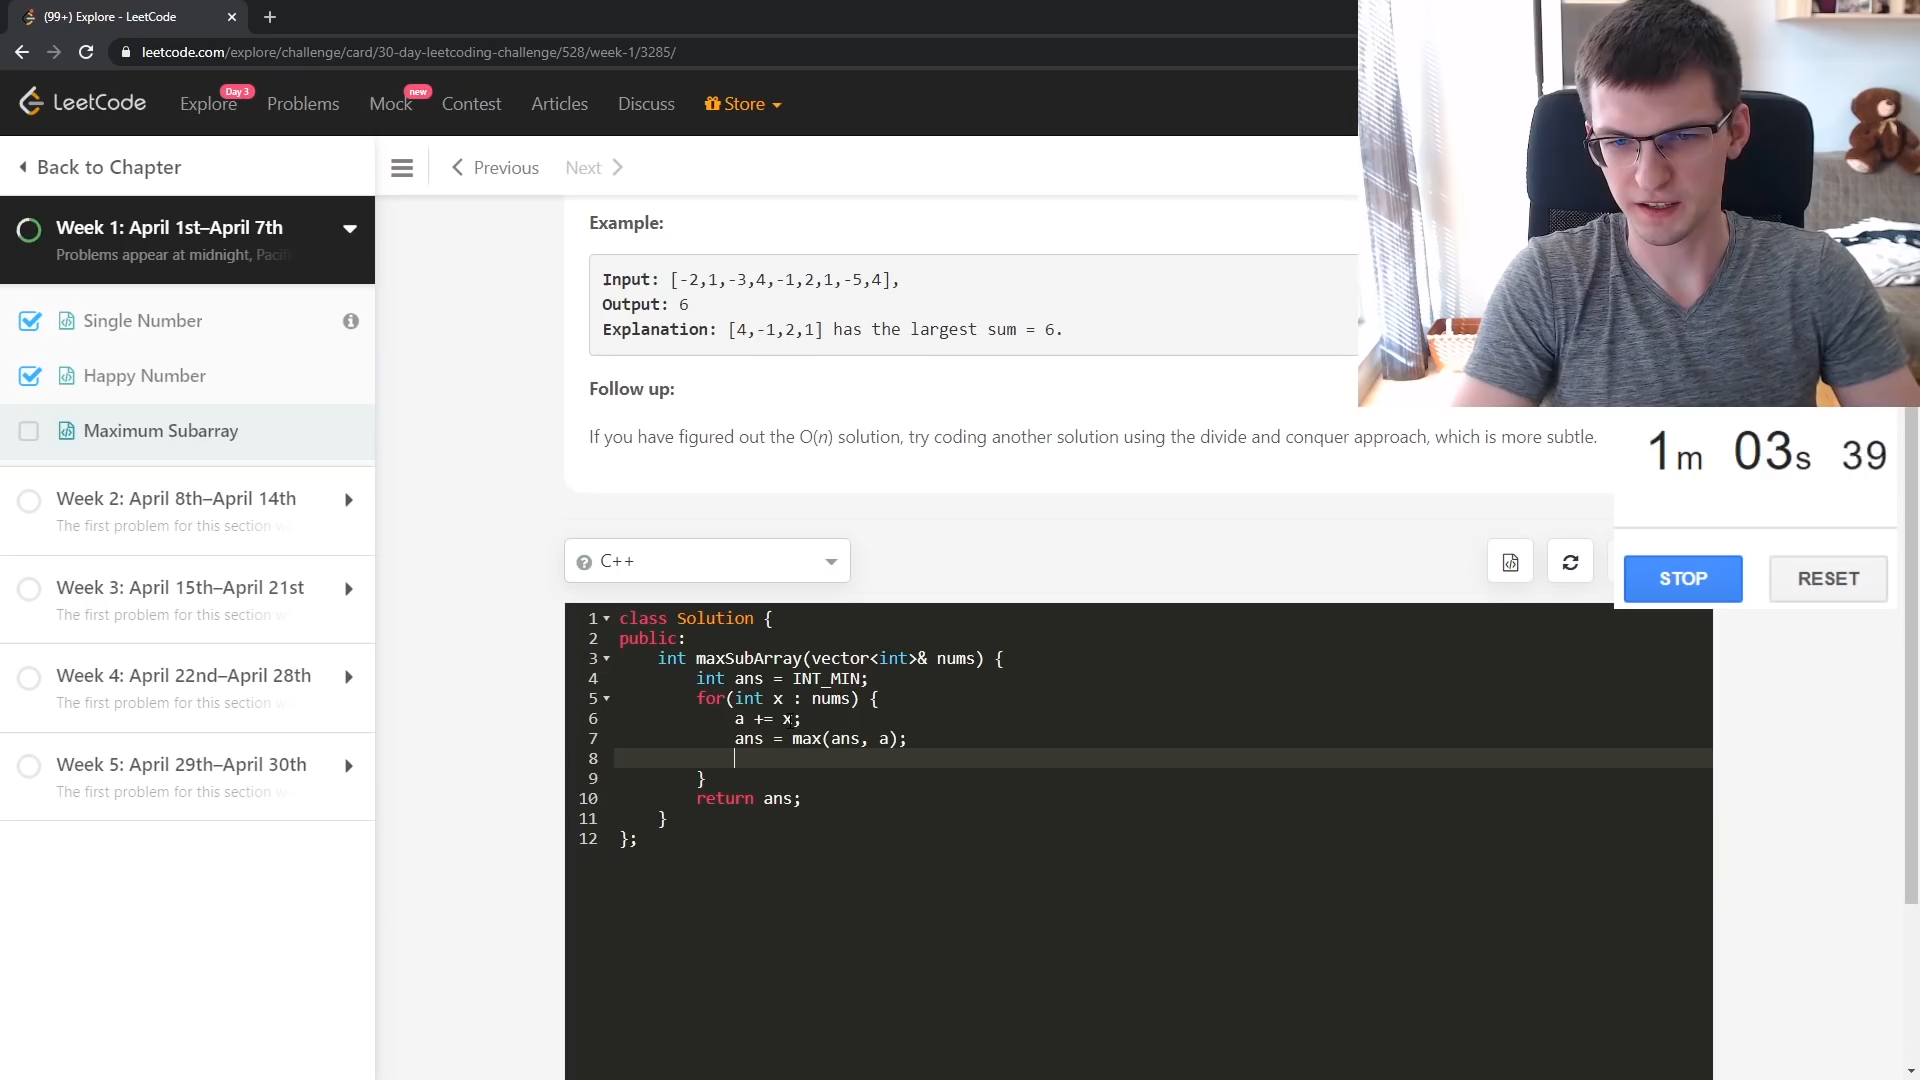 (99+) Explore - LeetCode
leetcode.com/explore/challenge/card/30-day-leetcoding-challenge/528/week-1/3285/
LeetCode
Explore
Day 3
Problems
Mock
new
Contest
Articles
Discuss
Store
Back to Chapter
Previous
Next
Week 1: April 1st–April 7th
Problems appear at midnight, Pacifi
Single Number
Happy Number
Maximum Subarray
Week 2: April 8th–April 14th
The first problem for this section w
Week 3: April 15th–April 21st
The first problem for this section w
Week 4: April 22nd–April 28th
The first problem for this section w
Week 5: April 29th–April 30th
The first problem for this section w
Example:
Input: [-2,1,-3,4,-1,2,1,-5,4],
Output: 6
Explanation: [4,-1,2,1] has the largest sum = 6.
Follow up:
If you have figured out the O(n) solution, try coding another solution using the divide and conquer approach, which is more subtle.
1m 03s 39
STOP
RESET
C++
1 class Solution {
2 public:
3 int maxSubArray(vector<int>& nums) {
4 int ans = INT_MIN;
5 for(int x : nums) {
6 a += x;
7 ans = max(ans, a);
8
9 }
10 return ans;
11 }
12 };